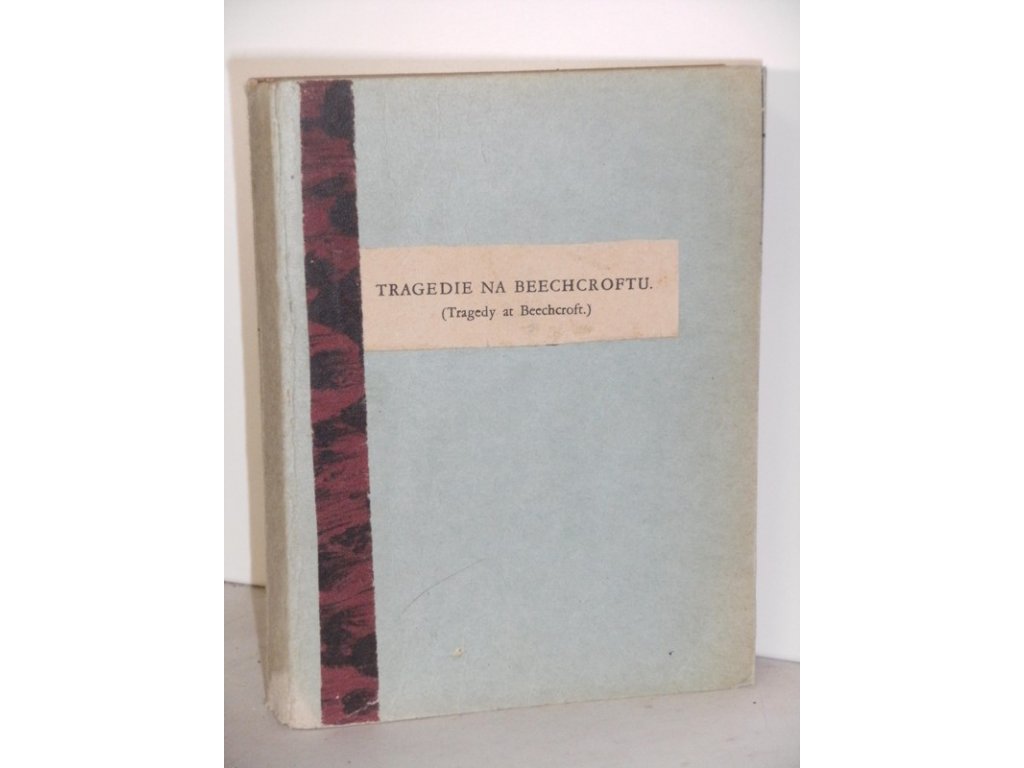 TRAGEDIE NA BEECHCROFTU.
(Tragedy at Beechcroft.)